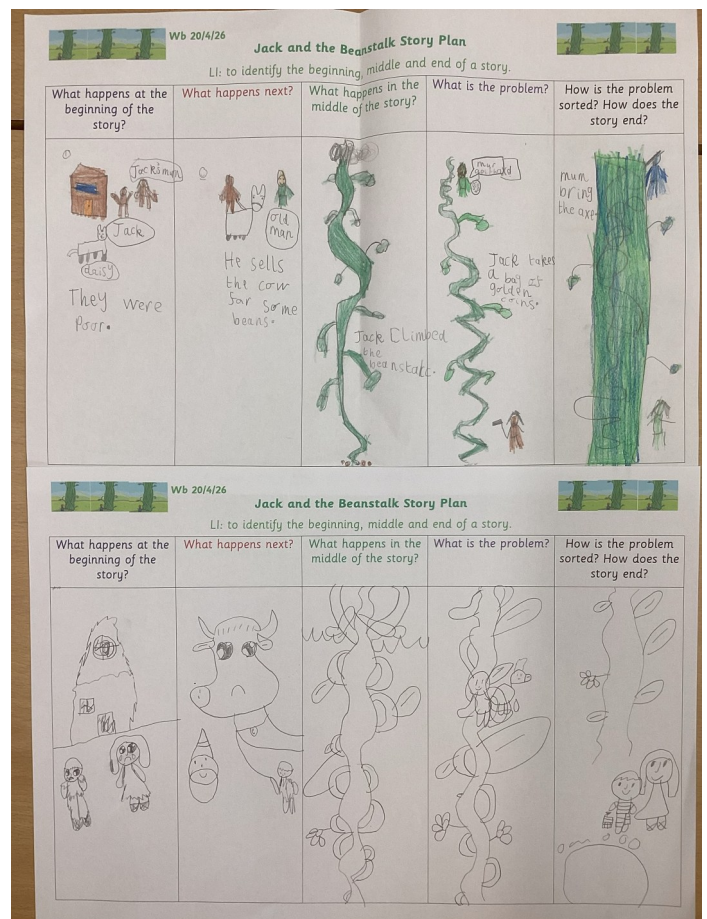 Wb 20/4/26
Jack and the Beanstalk Story Plan
LI: to identify the beginning, middle and end of a story.
What happens at the
beginning of the
story?
What happens next?
What happens in the
middle of the story?
What is the problem?
How is the problem
sorted? How does the
story end?
Jack's mum
Jack
daisy
They were
Poor.
old
man
He sells
the cow
for some
beans.
Jack Climbed
the
beanstalc.
Jack takes
a bag of
golden
coins.
mum
bring
the axe
Wb 20/4/26
Jack and the Beanstalk Story Plan
LI: to identify the beginning, middle and end of a story.
What happens at the
beginning of the
story?
What happens next?
What happens in the
middle of the story?
What is the problem?
How is the problem
sorted? How does the
story end?